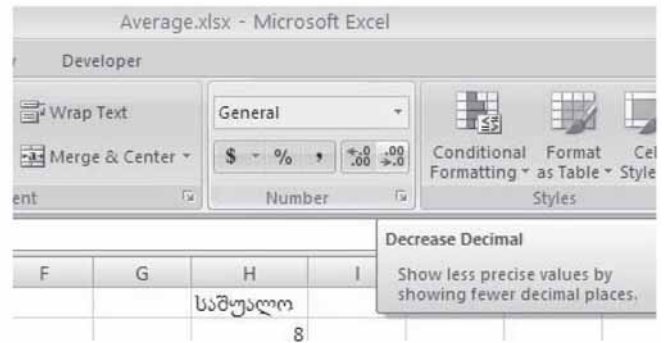 Average.xlsx - Microsoft Excel
Developer
Wrap Text
General
Merge & Center
$ % , .0 .00 .00 .0
Conditional Formatting
Format as Table
Number
Styles
Decrease Decimal
Show less precise values by
showing fewer decimal places.
F G H I
საშუალო
8